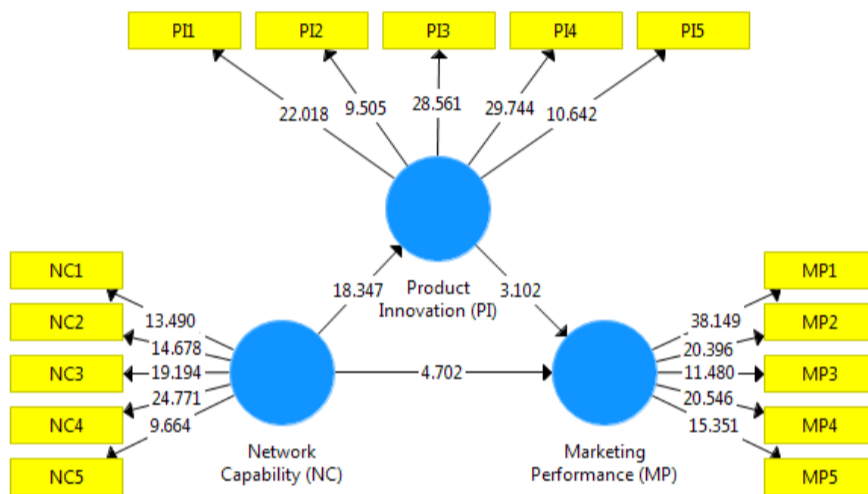 PI1 PI2 PI3 PI4 PI5
22.018 9.505 28.561 29.744 10.642
Product
Innovation (PI)
18.347 3.102
NC1
NC2
NC3
NC4
NC5
13.490
14.678
19.194
24.771
9.664
Network
Capability (NC)
4.702
Marketing
Performance (MP)
38.149
20.396
11.480
20.546
15.351
MP1
MP2
MP3
MP4
MP5